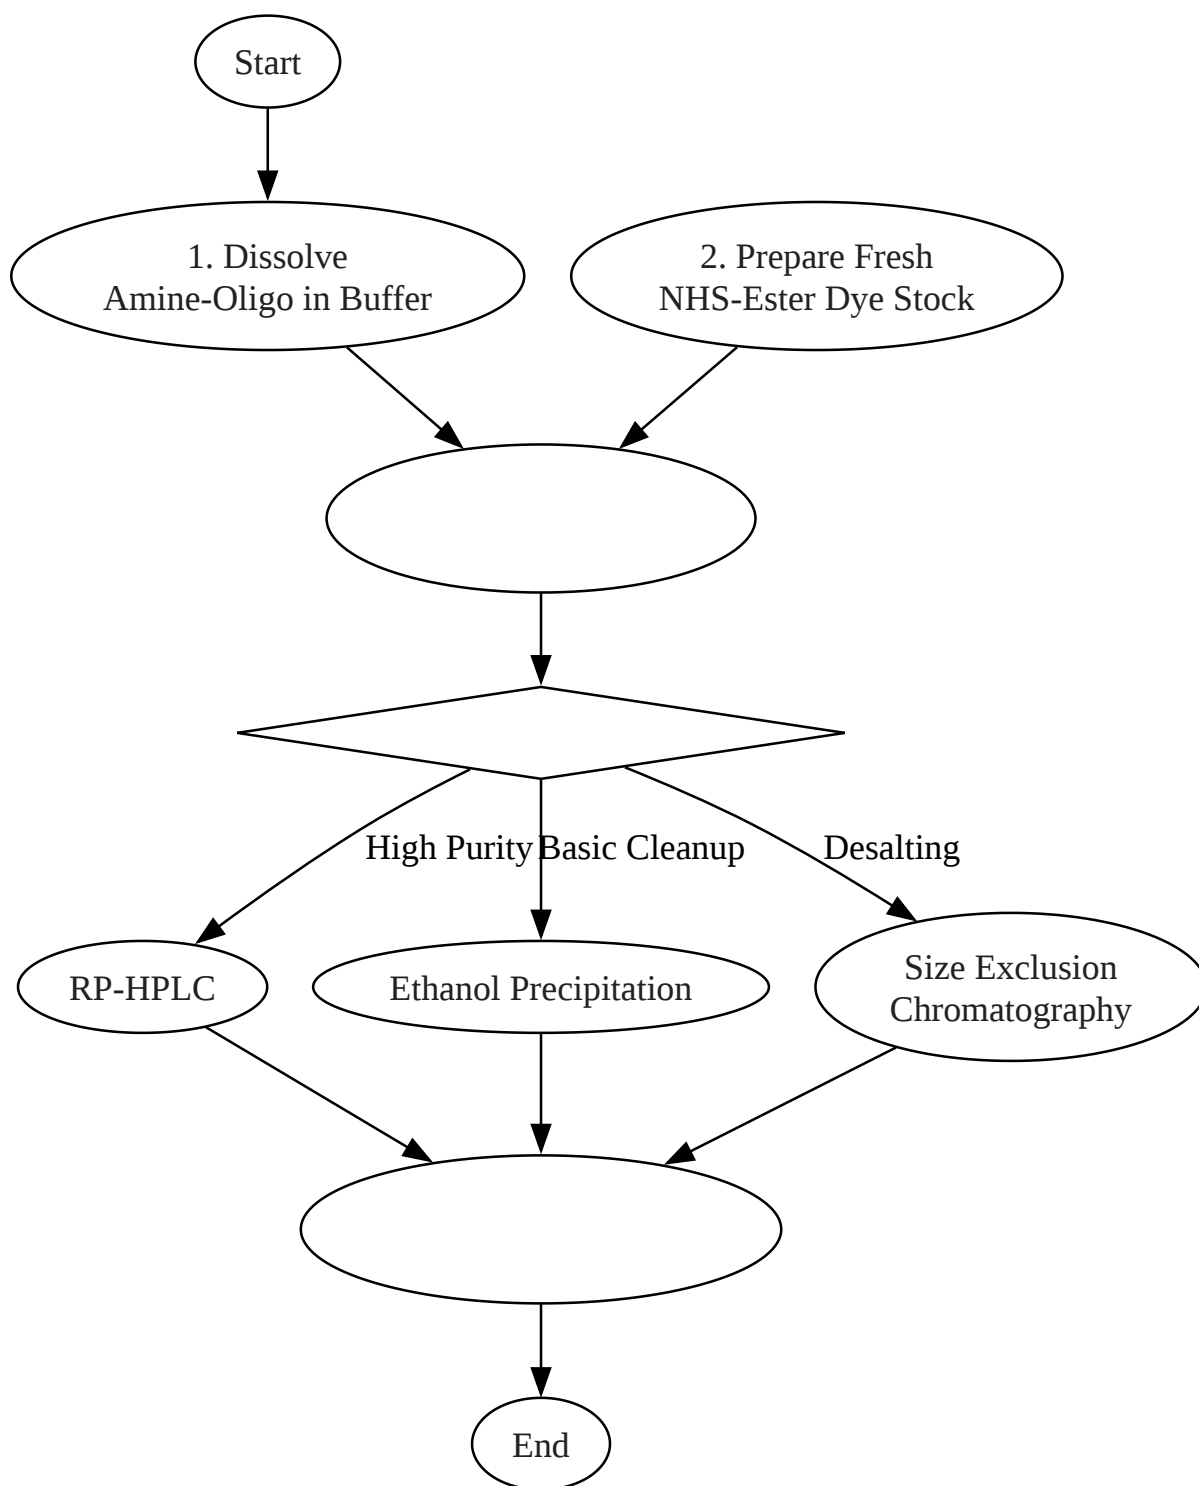 Start
1. Dissolve
Amine-Oligo in Buffer
2. Prepare Fresh
NHS-Ester Dye Stock
High Purity
Basic Cleanup
Desalting
RP-HPLC
Ethanol Precipitation
Size Exclusion
Chromatography
End